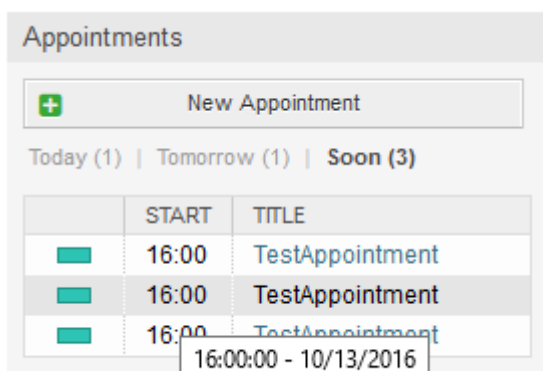 Appointments
New Appointment
Today (1) | Tomorrow (1) | Soon (3)
START TITLE
16:00 TestAppointment
16:00 TestAppointment
16:00 TestAppointment
16:00:00 - 10/13/2016